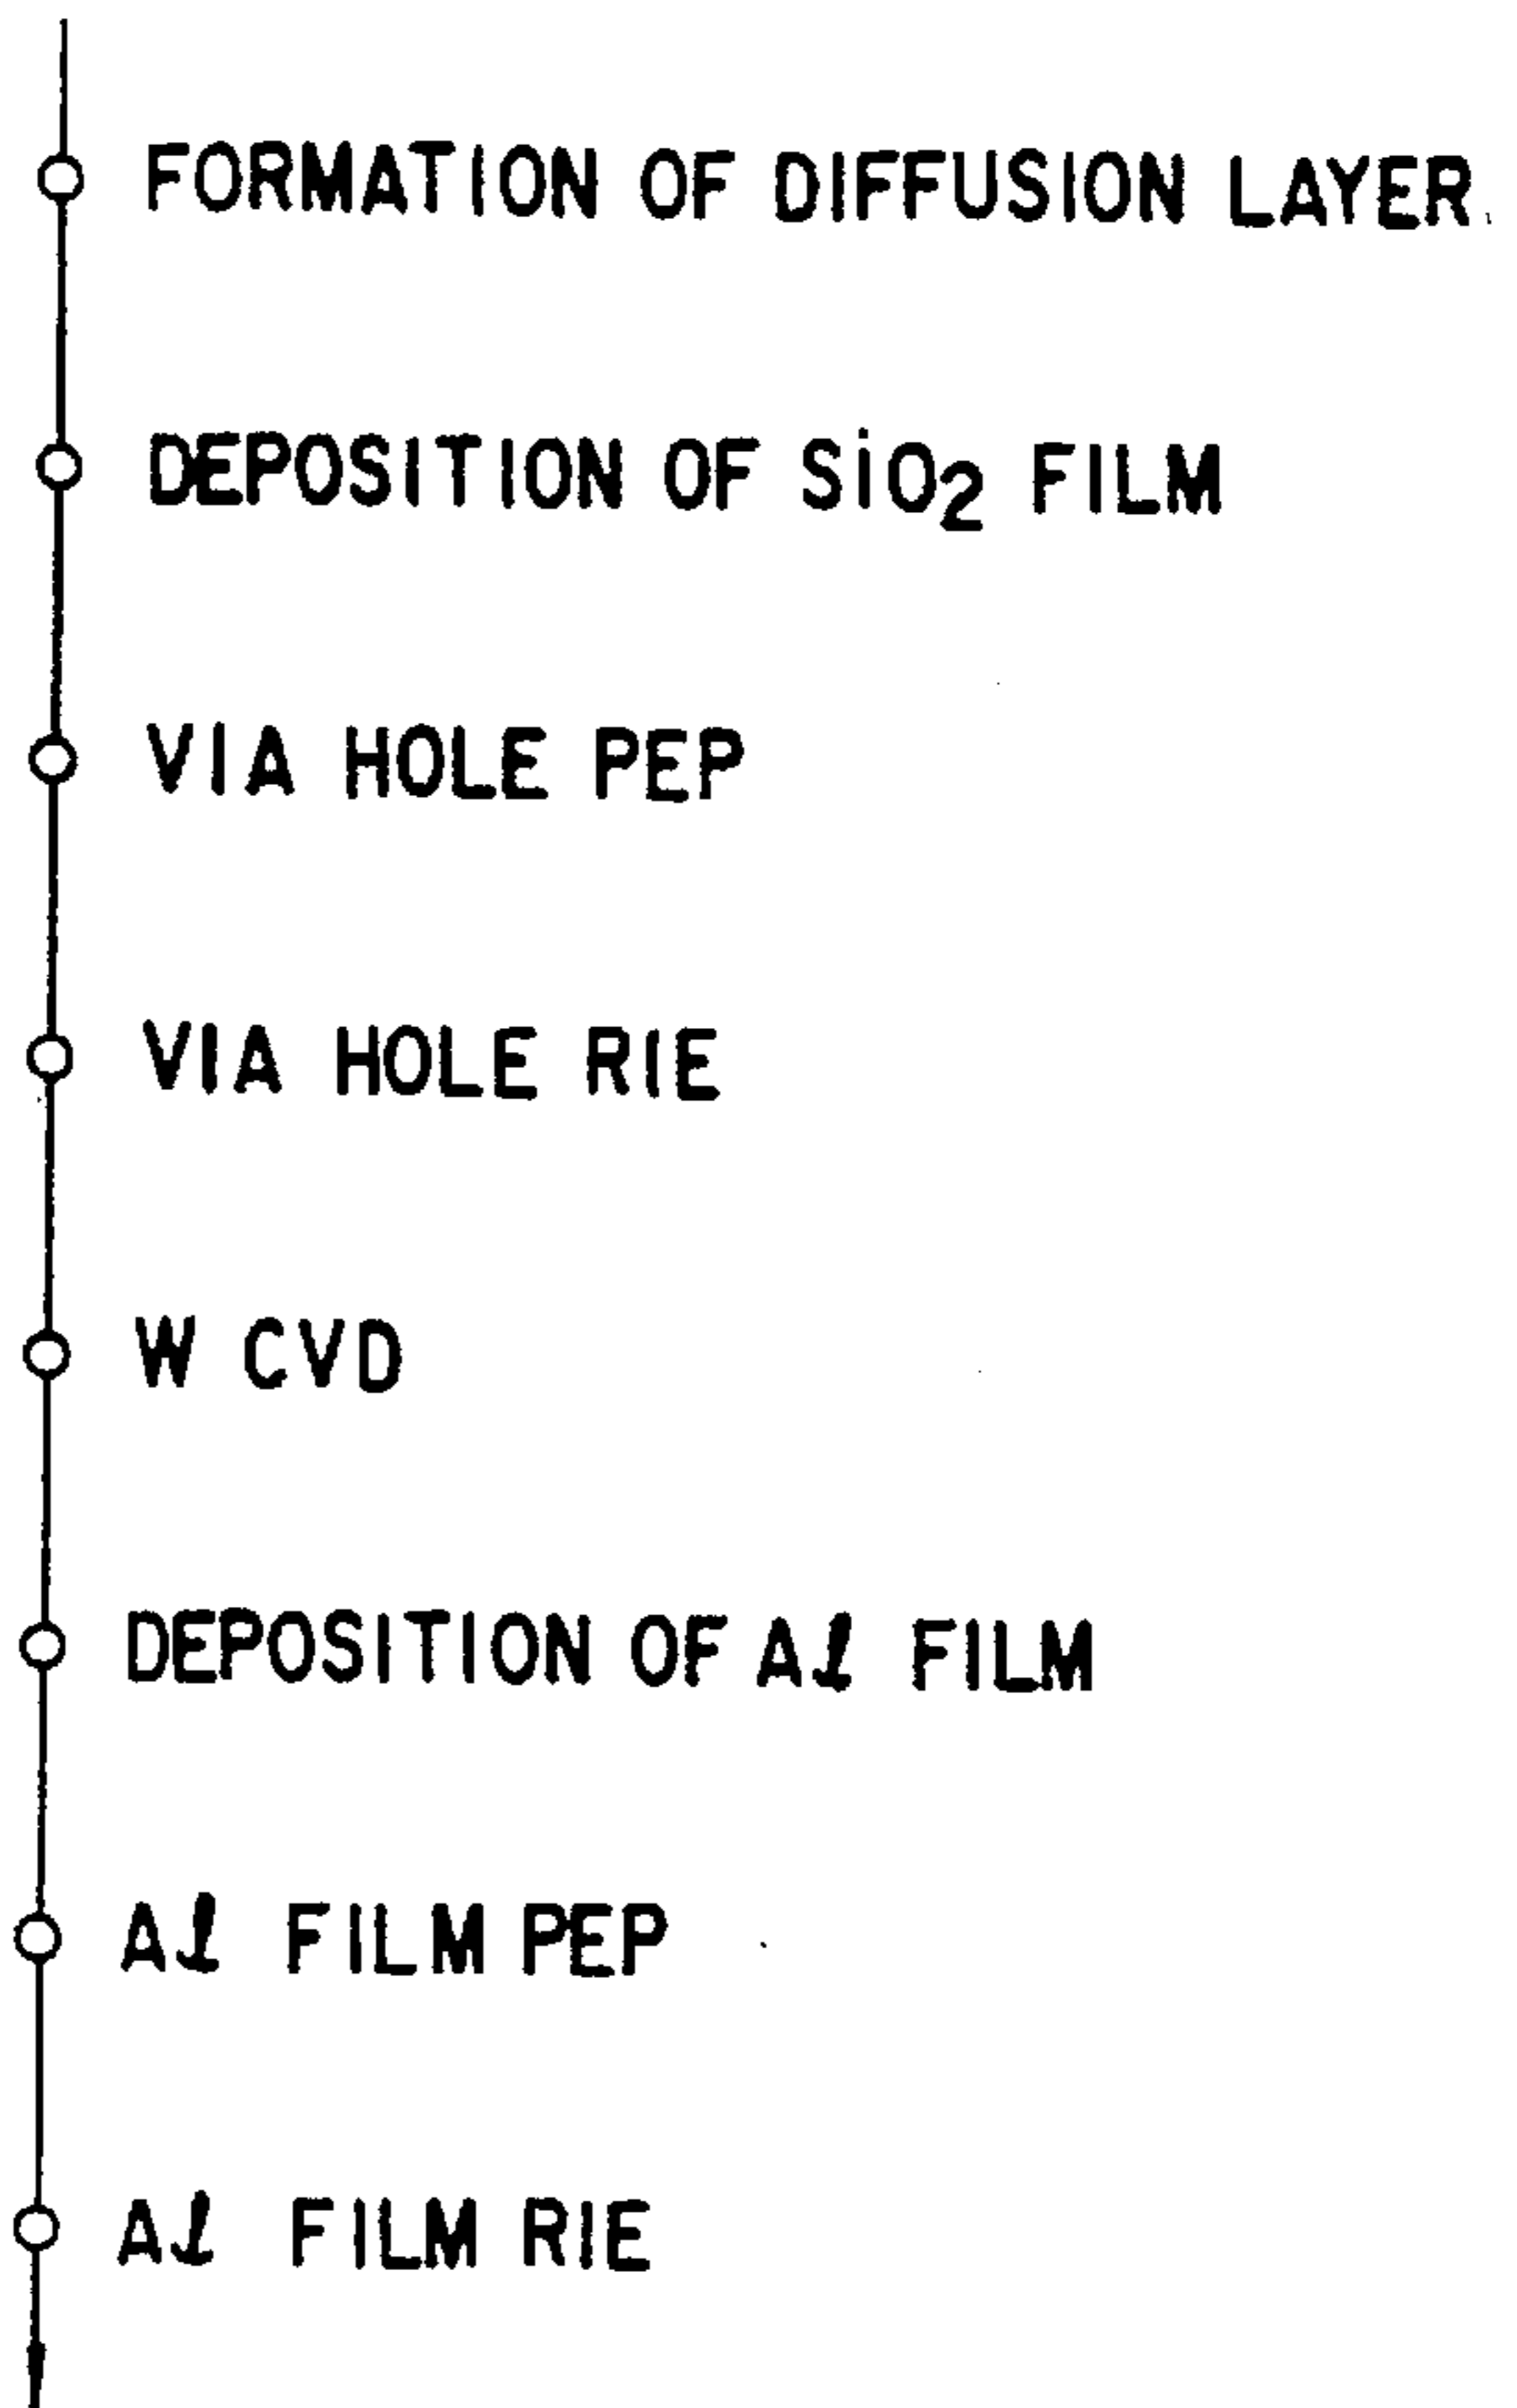 FORMATION OF DIFFUSION LAYER
DEPOSITION OF SiO₂ FILM
VIA HOLE PEP
VIA HOLE RIE
W CVD
DEPOSITION OF Aℓ FILM
Aℓ FILM PEP
Aℓ FILM RIE